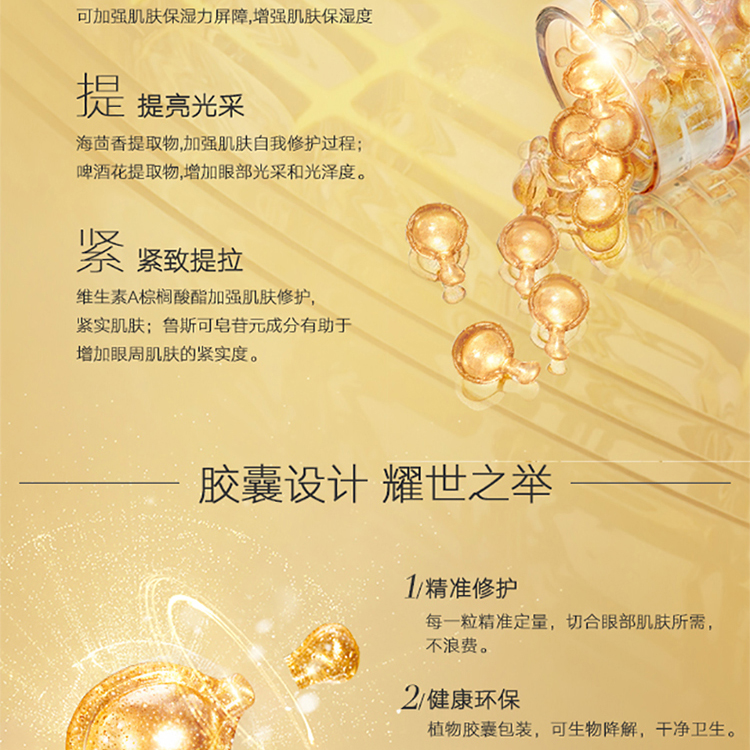 可加强肌肤保湿力屏障,增强肌肤保湿度
提 提亮光采
海茴香提取物,加强肌肤自我修护过程；
啤酒花提取物,增加眼部光采和光泽度。
紧 紧致提拉
维生素A棕榈酸酯加强肌肤修护,
紧实肌肤；鲁斯可皂苷元成分有助于
增加眼周肌肤的紧实度。
胶囊设计 耀世之举
1/精准修护
每一粒精准定量，切合眼部肌肤所需，
不浪费。
2/健康环保
植物胶囊包装，可生物降解，干净卫生。